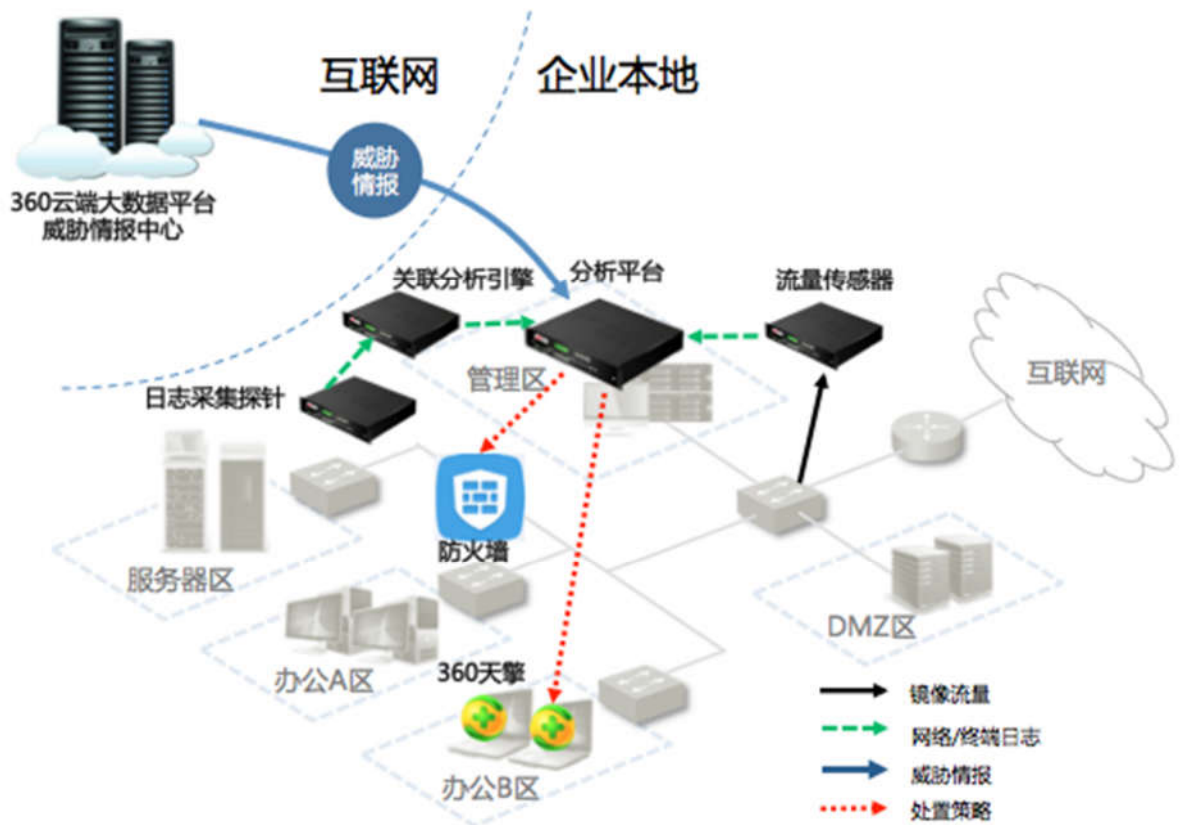 互联网
企业本地
威胁
情报
360云端大数据平台
威胁情报中心
关联分析引擎
分析平台
流量传感器
管理区
互联网
日志采集探针
防火墙
服务器区
DMZ区
360天擎
办公A区
镜像流量
网络/终端日志
威胁情报
办公B区
处置策略